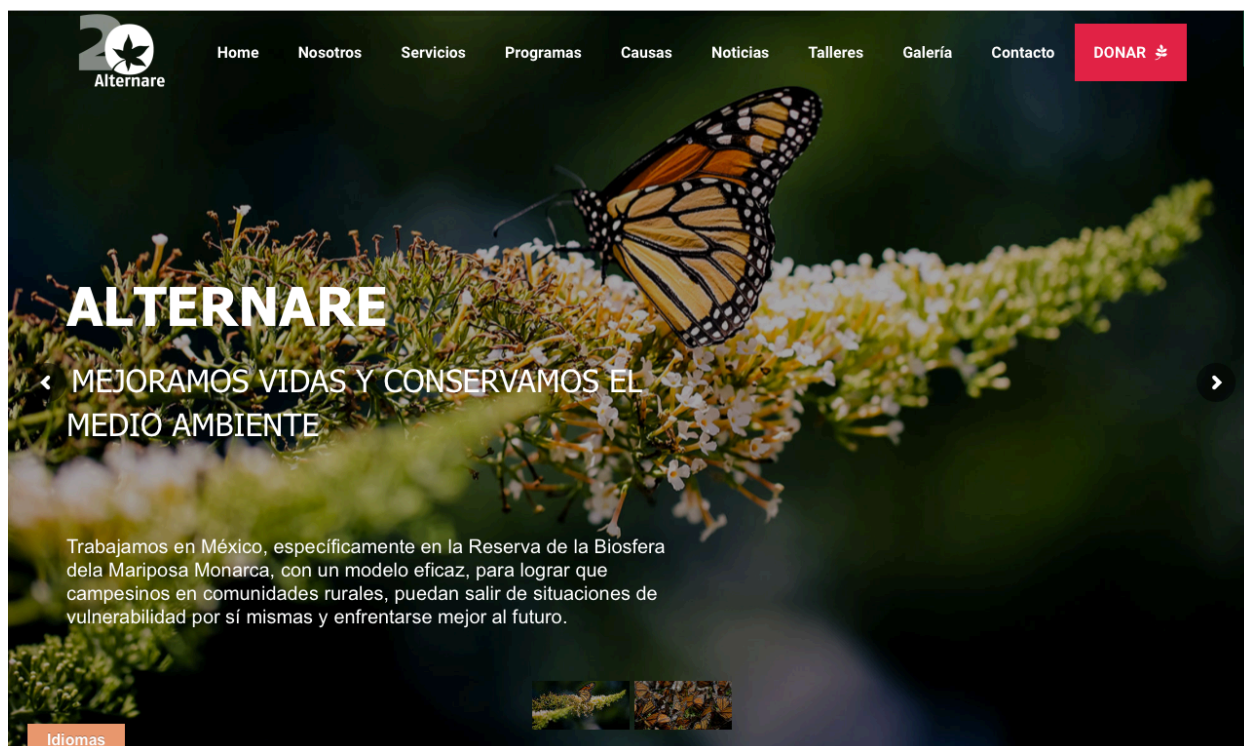 20
Alternare
Home Nosotros Servicios Programas Causas Noticias Talleres Galería Contacto DONAR
ALTERNARE
MEJORAMOS VIDAS Y CONSERVAMOS EL
MEDIO AMBIENTE
Trabajamos en México, específicamente en la Reserva de la Biosfera
dela Mariposa Monarca, con un modelo eficaz, para lograr que
campesinos en comunidades rurales, puedan salir de situaciones de
vulnerabilidad por sí mismas y enfrentarse mejor al futuro.
Idiomas